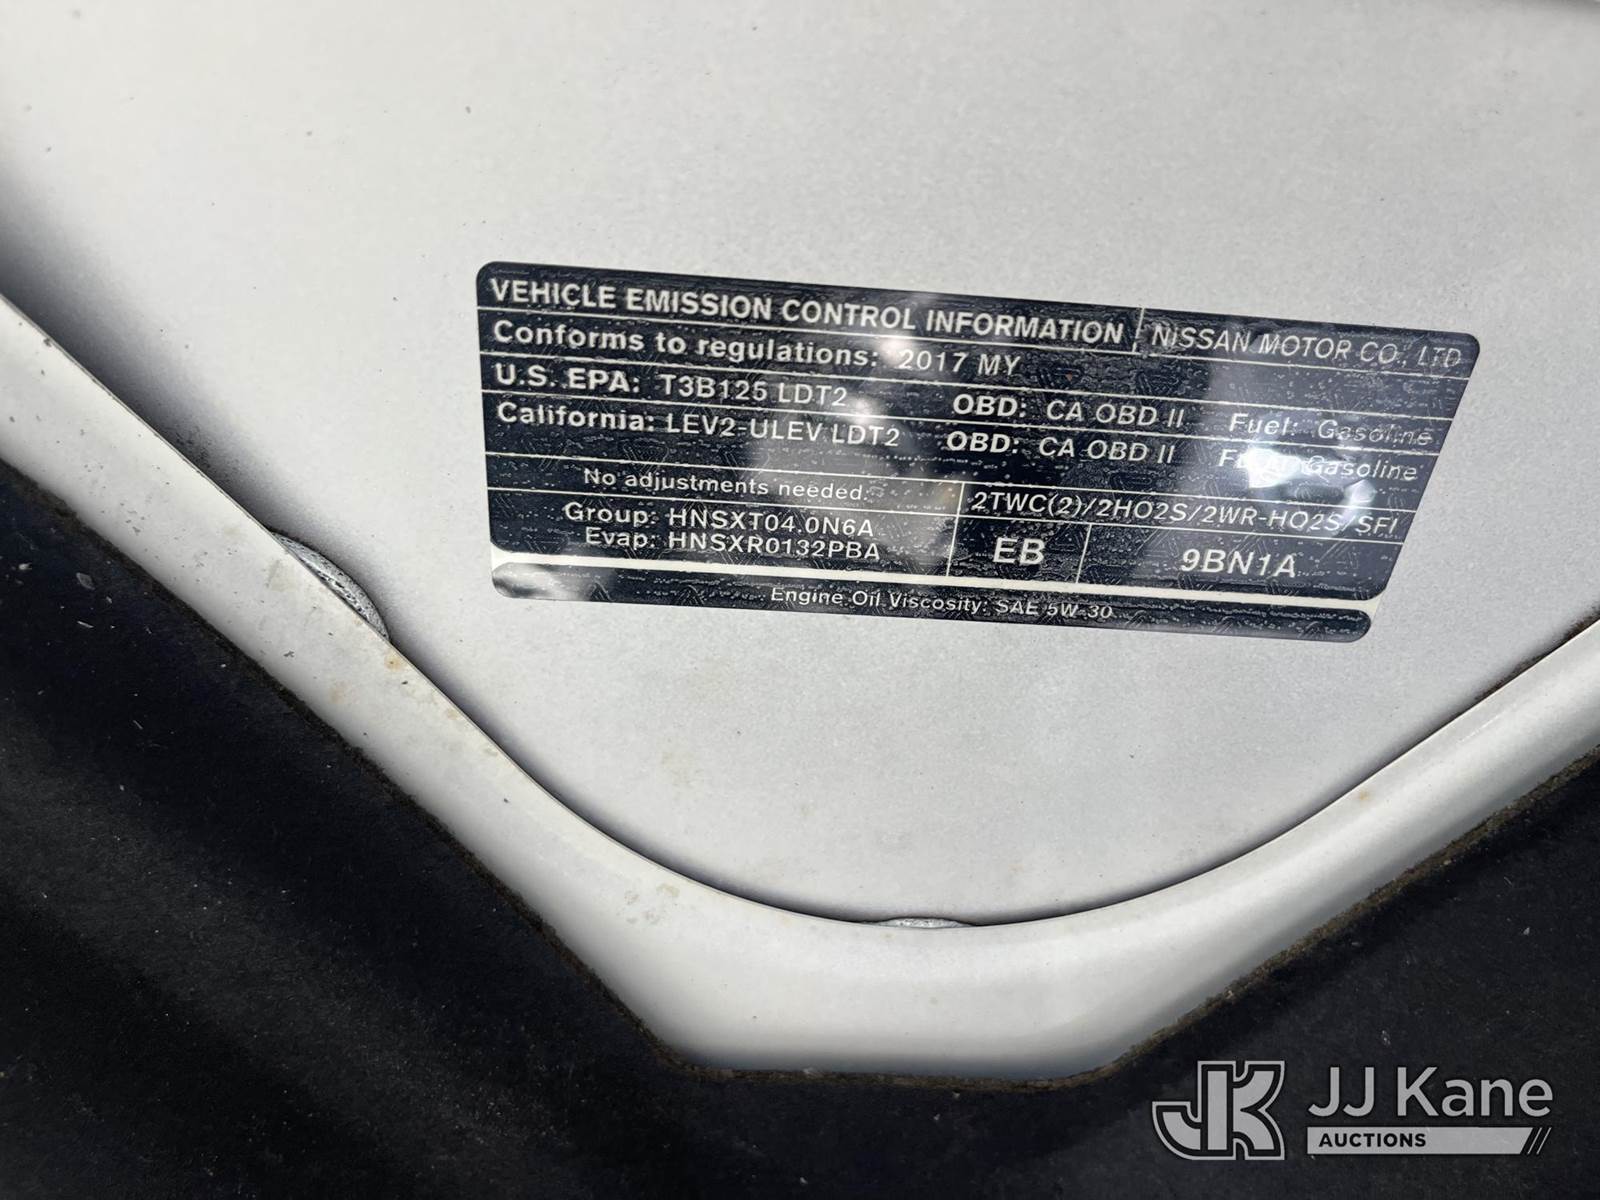 VEHICLE EMISSION CONTROL INFORMATION NISSAN MOTOR CO., LTD
Conforms to regulations: 2017 MY
U.S. EPA: T3B125 LDT2 OBD: CA OBD II Fuel: Gasoline
California: LEV2-ULEV LDT2 OBD: CA OBD II Fuel: Gasoline
No adjustments needed. 2TWC(2)/2HO2S/2WR-HO2S/SFI
Group: HNSXT04.0N6A
Evap: HNSXR0132PBA
EB 9BN1A
Engine Oil Viscosity: SAE 5W-30
JK JJ Kane
AUCTIONS